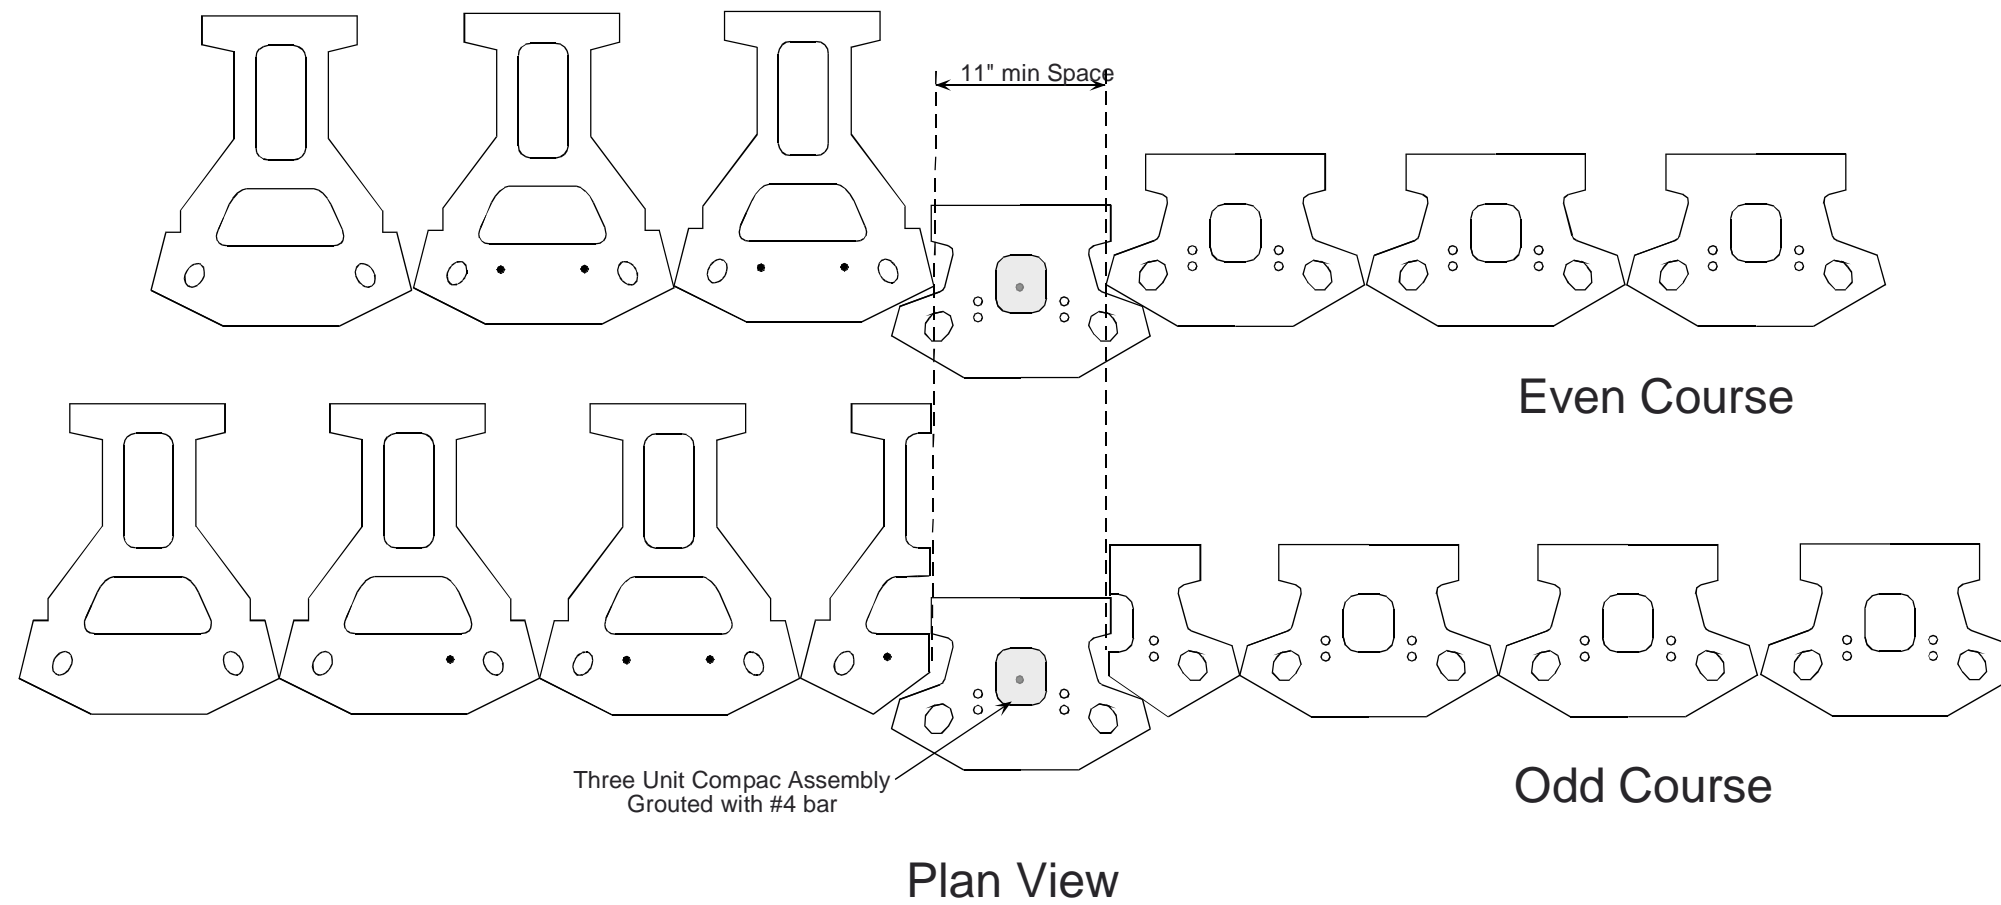 11" min Space
Even Course
Three Unit Compac Assembly
Grouted with #4 bar
Odd Course
Plan View